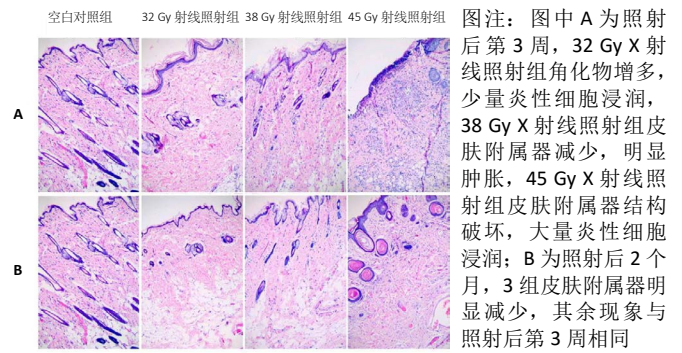 空白对照组 32 Gy 射线照射组 38 Gy 射线照射组 45 Gy 射线照射组
A
B
图注：图中 A 为照射
后第 3 周，32 Gy X 射
线照射组角化物增多，
少量炎性细胞浸润，
38 Gy X 射线照射组皮
肤附属器减少，明显
肿胀，45 Gy X 射线照
射组皮肤附属器结构
破坏，大量炎性细胞
浸润；B 为照射后 2 个
月，3 组皮肤附属器明
显减少，其余现象与
照射后第 3 周相同